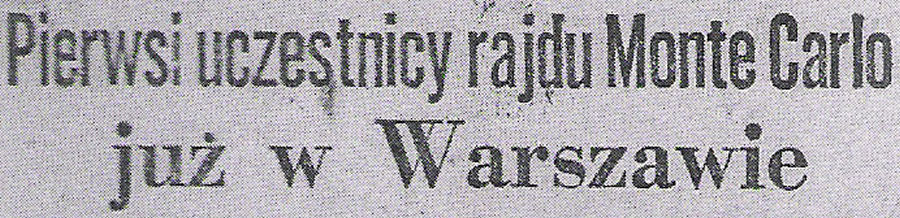 Pierwsi uczestnicy rajdu Monte Carlo
już w Warszawie